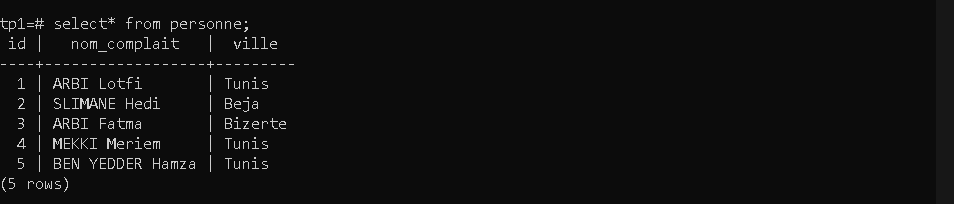 tp1=# select* from personne;
 id |   nom_complait   |  ville
----+------------------+---------
  1 | ARBI Lotfi       | Tunis
  2 | SLIMANE Hedi     | Beja
  3 | ARBI Fatma       | Bizerte
  4 | MEKKI Meriem     | Tunis
  5 | BEN YEDDER Hamza | Tunis
(5 rows)